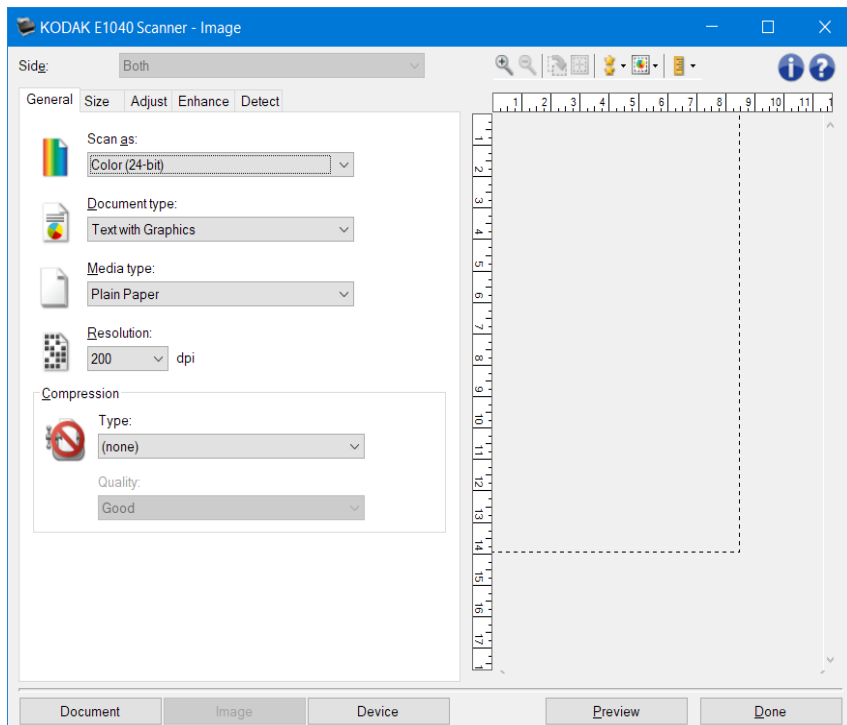 KODAK E1040 Scanner - Image
Side: Both
General Size Adjust Enhance Detect
1 2 3 4 5 6 7 8 9 10 11 1
Scan as:
Color (24-bit)
Document type:
Text with Graphics
Media type:
Plain Paper
Resolution:
200 dpi
Compression
Type:
(none)
Quality:
Good
1
2
3
4
5
6
7
8
9
10
11
12
13
14
15
16
17
1
Document Image Device Preview Done